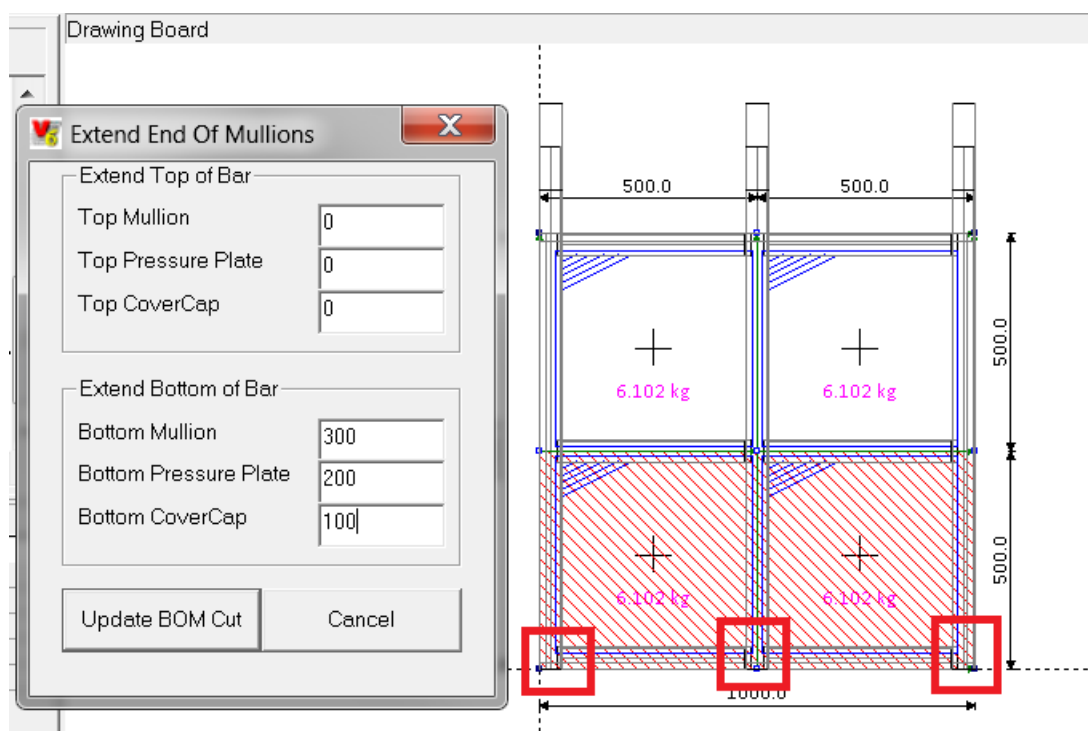 Drawing Board
Extend End Of Mullions
X
Extend Top of Bar
Top Mullion 0
Top Pressure Plate 0
Top CoverCap 0
Extend Bottom of Bar
Bottom Mullion 300
Bottom Pressure Plate 200
Bottom CoverCap 100
Update BOM Cut Cancel
500.0 500.0
500.0
6.102 kg 6.102 kg
500.0
6.102 kg 6.102 kg
1000.0